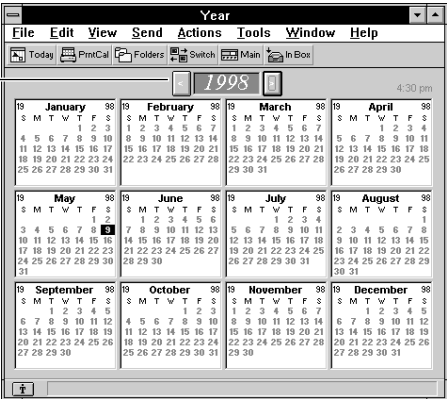 Year
File Edit View Send Actions Tools Window Help
Today PrntCal Folders Switch Main In Box
< 1998
4:30 pm
19 January 98 19 February 98 19 March 98 19 April 98
S M T W T F S S M T W T F S S M T W T F S S M T W T F S
1 2 3 1 2 3 4 5 6 7 1 2 3 4 5 6 7 1 2 3 4
4 5 6 7 8 9 10 8 9 10 11 12 13 14 8 9 10 11 12 13 14 5 6 7 8 9 10 11
11 12 13 14 15 16 17 15 16 17 18 19 20 21 15 16 17 18 19 20 21 12 13 14 15 16 17 18
18 19 20 21 22 23 24 22 23 24 25 26 27 28 22 23 24 25 26 27 28 19 20 21 22 23 24 25
25 26 27 28 29 30 31 29 30 31 26 27 28 29 30
19 May 98 19 June 98 19 July 98 19 August 98
S M T W T F S S M T W T F S S M T W T F S S M T W T F S
1 2 1 2 3 4 5 6 1 2 3 4 1
3 4 5 6 7 8 9 7 8 9 10 11 12 13 5 6 7 8 9 10 11 2 3 4 5 6 7 8
10 11 12 13 14 15 16 14 15 16 17 18 19 20 12 13 14 15 16 17 18 9 10 11 12 13 14 15
17 18 19 20 21 22 23 21 22 23 24 25 26 27 19 20 21 22 23 24 25 16 17 18 19 20 21 22
24 25 26 27 28 29 30 28 29 30 26 27 28 29 30 31 23 24 25 26 27 28 29
31 30 31
19 September 98 19 October 98 19 November 98 19 December 98
S M T W T F S S M T W T F S S M T W T F S S M T W T F S
1 2 3 4 5 1 2 3 1 2 3 4 5 6 7 1 2 3 4 5
6 7 8 9 10 11 12 4 5 6 7 8 9 10 8 9 10 11 12 13 14 6 7 8 9 10 11 12
13 14 15 16 17 18 19 11 12 13 14 15 16 17 15 16 17 18 19 20 21 13 14 15 16 17 18 19
20 21 22 23 24 25 26 18 19 20 21 22 23 24 22 23 24 25 26 27 28 20 21 22 23 24 25 26
27 28 29 30 25 26 27 28 29 30 31 29 30 27 28 29 30 31